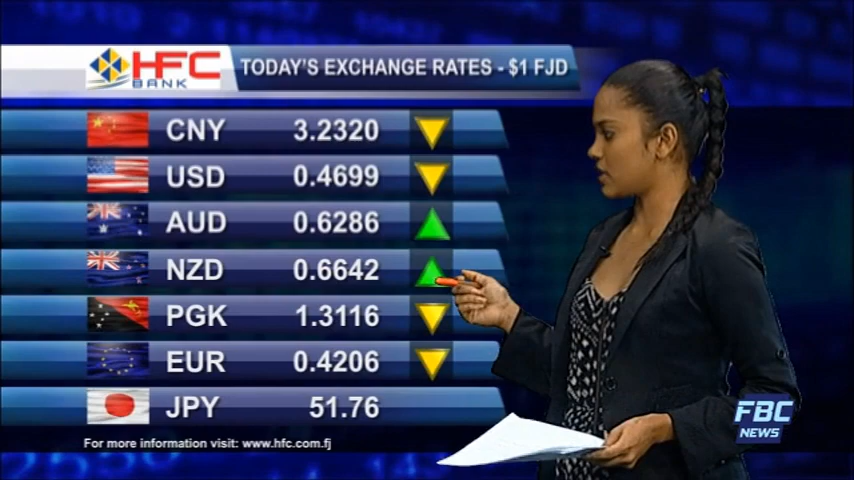 HFC
BANK
TODAY'S EXCHANGE RATES - $1 FJD
CNY 3.2320
USD 0.4699
AUD 0.6286
NZD 0.6642
PGK 1.3116
EUR 0.4206
JPY 51.76
For more information visit: www.hfc.com.fj
FBC
NEWS